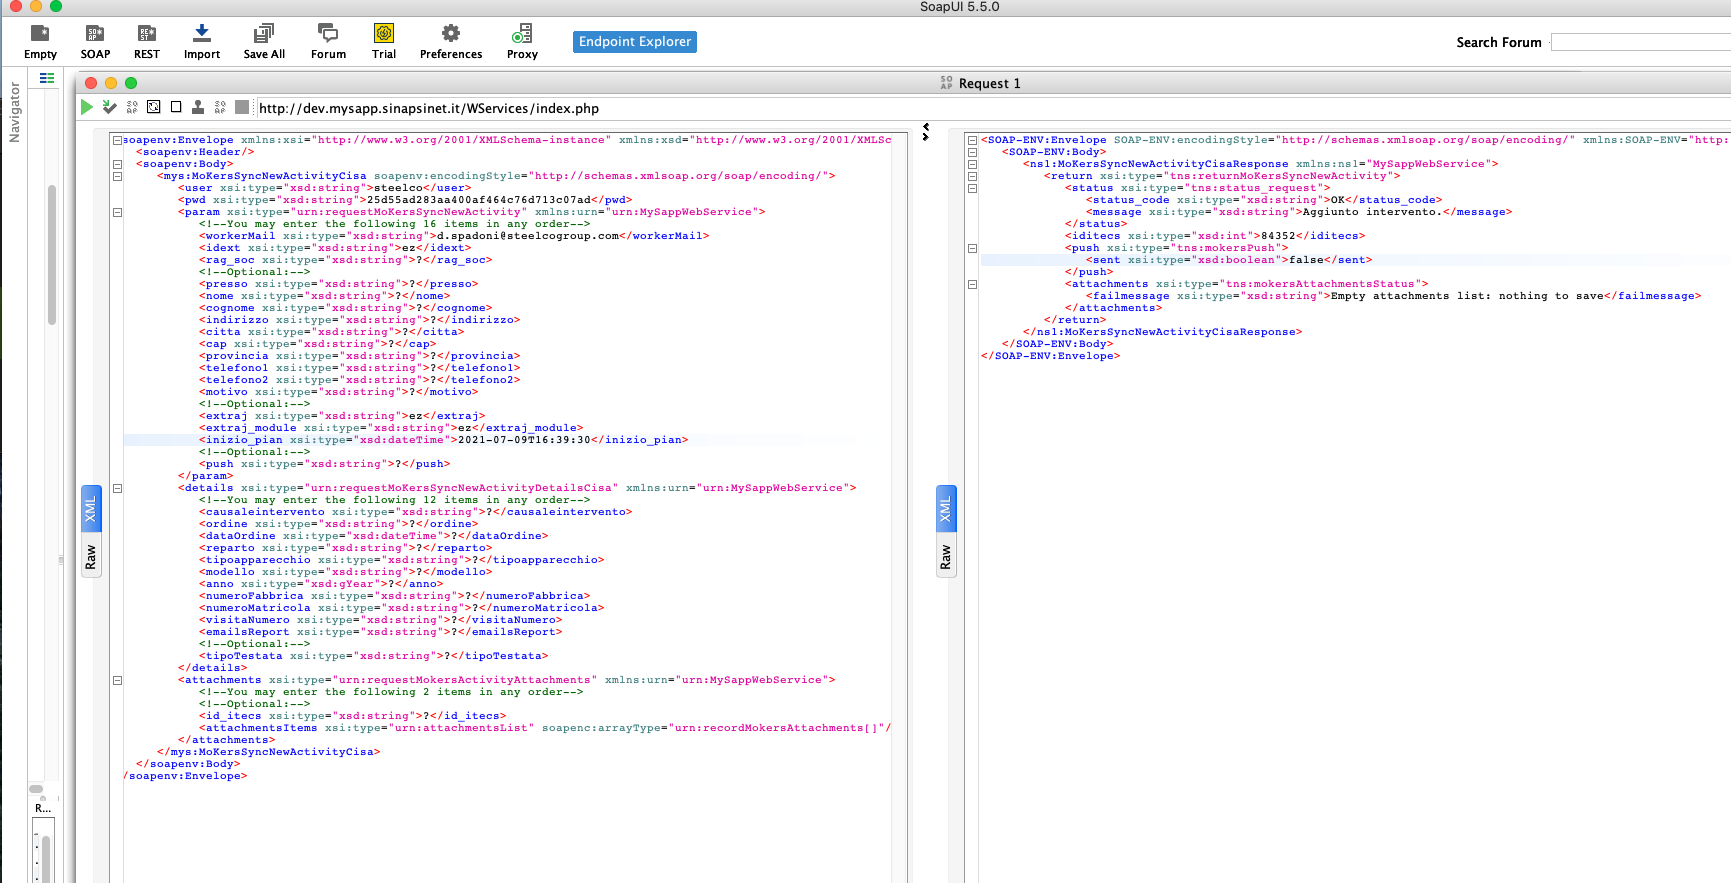 SoapUI 5.5.0
Empty SOAP REST Import Save All Forum Trial Preferences Proxy Endpoint Explorer Search Forum
Navigator
Request 1
http://dev.mysapp.sinapsinet.it/WServices/index.php
soapenv:Envelope xmlns:xsi="http://www.w3.org/2001/XMLSchema-instance" xmlns:xsd="http://www.w3.org/2001/XMLSc
<soapenv:Header/>
<soapenv:Body>
<mys:MoKersSyncNewActivityCisa soapenv:encodingStyle="http://schemas.xmlsoap.org/soap/encoding/">
<user xsi:type="xsd:string">steelco</user>
<pwd xsi:type="xsd:string">25d55ad283aa400af464c76d713c07ad</pwd>
<param xsi:type="urn:requestMoKersSyncNewActivity" xmlns:urn="urn:MySappWebService">
<!--You may enter the following 16 items in any order-->
<workerMail xsi:type="xsd:string">d.spadoni@steelcogroup.com</workerMail>
<idext xsi:type="xsd:string">ez</idext>
<rag_soc xsi:type="xsd:string">?</rag_soc>
<!--Optional:-->
<presso xsi:type="xsd:string">?</presso>
<nome xsi:type="xsd:string">?</nome>
<cognome xsi:type="xsd:string">?</cognome>
<indirizzo xsi:type="xsd:string">?</indirizzo>
<citta xsi:type="xsd:string">?</citta>
<cap xsi:type="xsd:string">?</cap>
<provincia xsi:type="xsd:string">?</provincia>
<telefono1 xsi:type="xsd:string">?</telefono1>
<telefono2 xsi:type="xsd:string">?</telefono2>
<motivo xsi:type="xsd:string">?</motivo>
<!--Optional:-->
<extraj xsi:type="xsd:string">ez</extraj>
<extraj_module xsi:type="xsd:string">ez</extraj_module>
<inizio_pian xsi:type="xsd:dateTime">2021-07-09T16:39:30</inizio_pian>
<!--Optional:-->
<push xsi:type="xsd:string">?</push>
</param>
<details xsi:type="urn:requestMoKersSyncNewActivityDetailsCisa" xmlns:urn="urn:MySappWebService">
<!--You may enter the following 12 items in any order-->
<causaleintervento xsi:type="xsd:string">?</causaleintervento>
<ordine xsi:type="xsd:string">?</ordine>
<dataOrdine xsi:type="xsd:dateTime">?</dataOrdine>
<reparto xsi:type="xsd:string">?</reparto>
<tipoapparecchio xsi:type="xsd:string">?</tipoapparecchio>
<modello xsi:type="xsd:string">?</modello>
<anno xsi:type="xsd:gYear">?</anno>
<numeroFabbrica xsi:type="xsd:string">?</numeroFabbrica>
<numeroMatricola xsi:type="xsd:string">?</numeroMatricola>
<visitaNumero xsi:type="xsd:string">?</visitaNumero>
<emailsReport xsi:type="xsd:string">?</emailsReport>
<!--Optional:-->
<tipoTestata xsi:type="xsd:string">?</tipoTestata>
</details>
<attachments xsi:type="urn:requestMokersActivityAttachments" xmlns:urn="urn:MySappWebService">
<!--You may enter the following 2 items in any order-->
<!--Optional:-->
<id_itecs xsi:type="xsd:string">?</id_itecs>
<attachmentsItems xsi:type="urn:attachmentsList" soapenc:arrayType="urn:recordMokersAttachments[]"/
</attachments>
</mys:MoKersSyncNewActivityCisa>
</soapenv:Body>
/soapenv:Envelope>
XML
Raw
R...
<SOAP-ENV:Envelope SOAP-ENV:encodingStyle="http://schemas.xmlsoap.org/soap/encoding/" xmlns:SOAP-ENV="http:
<SOAP-ENV:Body>
<ns1:MoKersSyncNewActivityCisaResponse xmlns:ns1="MySappWebService">
<return xsi:type="tns:returnMoKersNewActivity">
<status xsi:type="tns:status_request">
<status_code xsi:type="xsd:string">OK</status_code>
<message xsi:type="xsd:string">Aggiunto intervento.</message>
</status>
<iditecs xsi:type="xsd:int">84352</iditecs>
<push xsi:type="tns:mokersPush">
<sent xsi:type="xsd:boolean">false</sent>
</push>
<attachments xsi:type="tns:mokersAttachmentsStatus">
<failmessage xsi:type="xsd:string">Empty attachments list: nothing to save</failmessage>
</attachments>
</return>
</ns1:MoKersSyncNewActivityCisaResponse>
</SOAP-ENV:Body>
</SOAP-ENV:Envelope>
XML
Raw